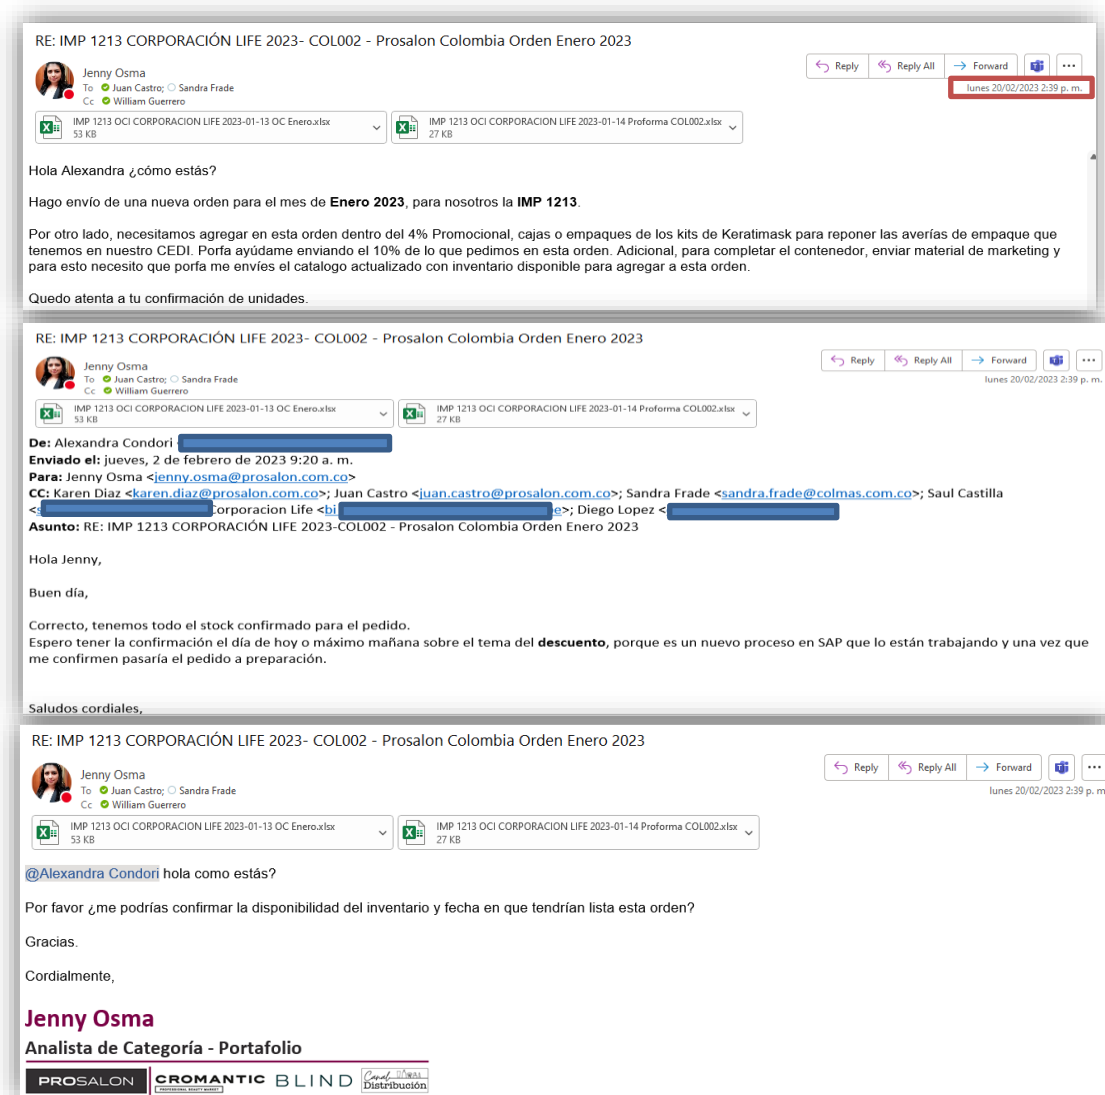 RE: IMP 1213 CORPORACIÓN LIFE 2023- COL002 - Prosalon Colombia Orden Enero 2023
Jenny Osma
To Juan Castro; Sandra Frade
Cc William Guerrero
Reply Reply All Forward
lunes 20/02/2023 2:39 p. m.
IMP 1213 OCI CORPORACION LIFE 2023-01-13 OC Enero.xlsx
53 KB
IMP 1213 OCI CORPORACION LIFE 2023-01-14 Proforma COL002.xlsx
27 KB
Hola Alexandra ¿cómo estás?
Hago envío de una nueva orden para el mes de Enero 2023, para nosotros la IMP 1213.
Por otro lado, necesitamos agregar en esta orden dentro del 4% Promocional, cajas o empaques de los kits de Keratimask para reponer las averías de empaque que
tenemos en nuestro CEDI. Porfa ayúdame enviando el 10% de lo que pedimos en esta orden. Adicional, para completar el contenedor, enviar material de marketing y
para esto necesito que porfa me envíes el catalogo actualizado con inventario disponible para agregar a esta orden.
Quedo atenta a tu confirmación de unidades.
RE: IMP 1213 CORPORACIÓN LIFE 2023- COL002 - Prosalon Colombia Orden Enero 2023
Jenny Osma
To Juan Castro; Sandra Frade
Cc William Guerrero
Reply Reply All Forward
lunes 20/02/2023 2:39 p. m.
IMP 1213 OCI CORPORACION LIFE 2023-01-13 OC Enero.xlsx
53 KB
IMP 1213 OCI CORPORACION LIFE 2023-01-14 Proforma COL002.xlsx
27 KB
De: Alexandra Condori
Enviado el: jueves, 2 de febrero de 2023 9:20 a. m.
Para: Jenny Osma <jenny.osma@prosalon.com.co>
CC: Karen Diaz <karen.diaz@prosalon.com.co>; Juan Castro <juan.castro@prosalon.com.co>; Sandra Frade <sandra.frade@colmas.com.co>; Saul Castilla
<s Corporacion Life <bi e>; Diego Lopez <
Asunto: RE: IMP 1213 CORPORACIÓN LIFE 2023-COL002 - Prosalon Colombia Orden Enero 2023
Hola Jenny,
Buen día,
Correcto, tenemos todo el stock confirmado para el pedido.
Espero tener la confirmación el día de hoy o máximo mañana sobre el tema del descuento, porque es un nuevo proceso en SAP que lo están trabajando y una vez que
me confirmen pasaría el pedido a preparación.
Saludos cordiales,
RE: IMP 1213 CORPORACIÓN LIFE 2023- COL002 - Prosalon Colombia Orden Enero 2023
Jenny Osma
To Juan Castro; Sandra Frade
Cc William Guerrero
Reply Reply All Forward
lunes 20/02/2023 2:39 p. m
IMP 1213 OCI CORPORACION LIFE 2023-01-13 OC Enero.xlsx
53 KB
IMP 1213 OCI CORPORACION LIFE 2023-01-14 Proforma COL002.xlsx
27 KB
@Alexandra Condori hola como estás?
Por favor ¿me podrías confirmar la disponibilidad del inventario y fecha en que tendrían lista esta orden?
Gracias.
Cordialmente,
Jenny Osma
Analista de Categoría - Portafolio
PROSALON CROMANTIC BLIND Canal Distribución